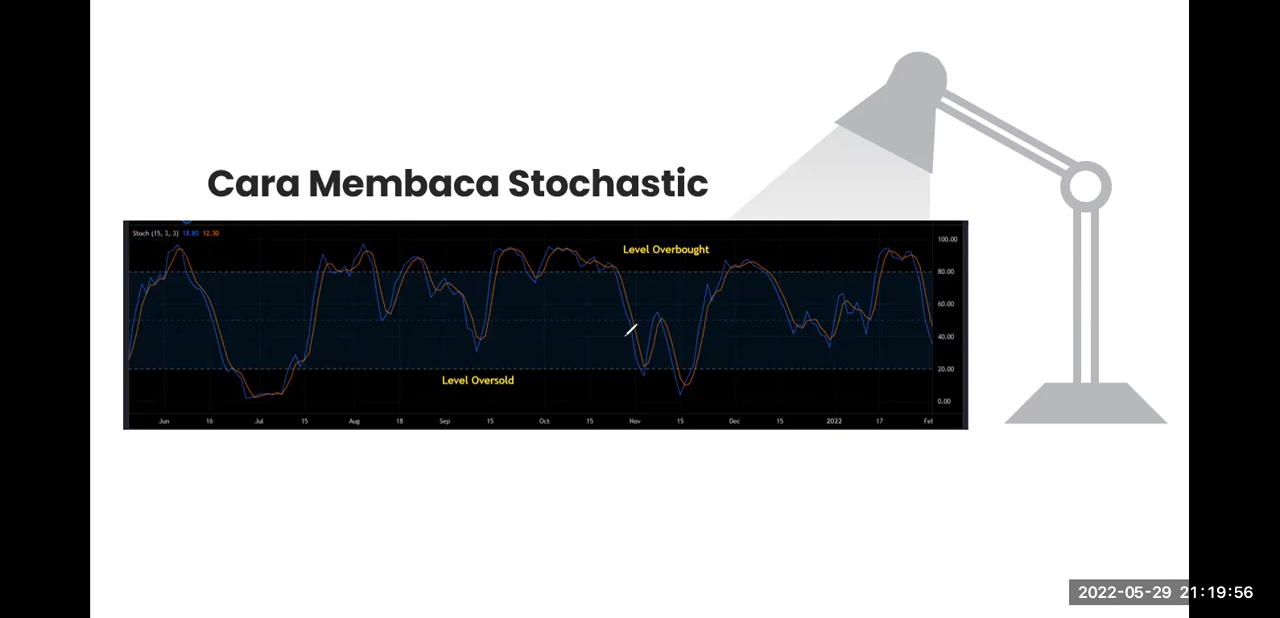 Cara Membaca Stochastic
Stoch (15, 3, 3) 18.80 12.30
Level Overbought
100.00
80.00
60.00
40.00
20.00
0.00
Level Oversold
Jun 16 Jul 15 Aug 18 Sep 15 Oct 15 Nov 15 Dec 15 2022 17 Fel
2022-05-29 21:19:56